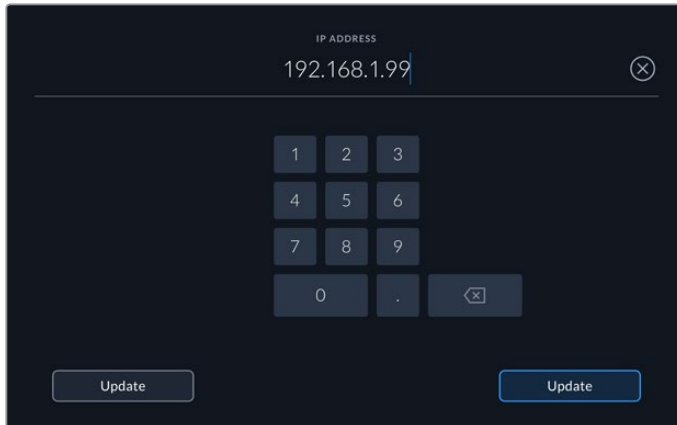 IP ADDRESS
192.168.1.99
1 2 3
4 5 6
7 8 9
0 .
Update Update